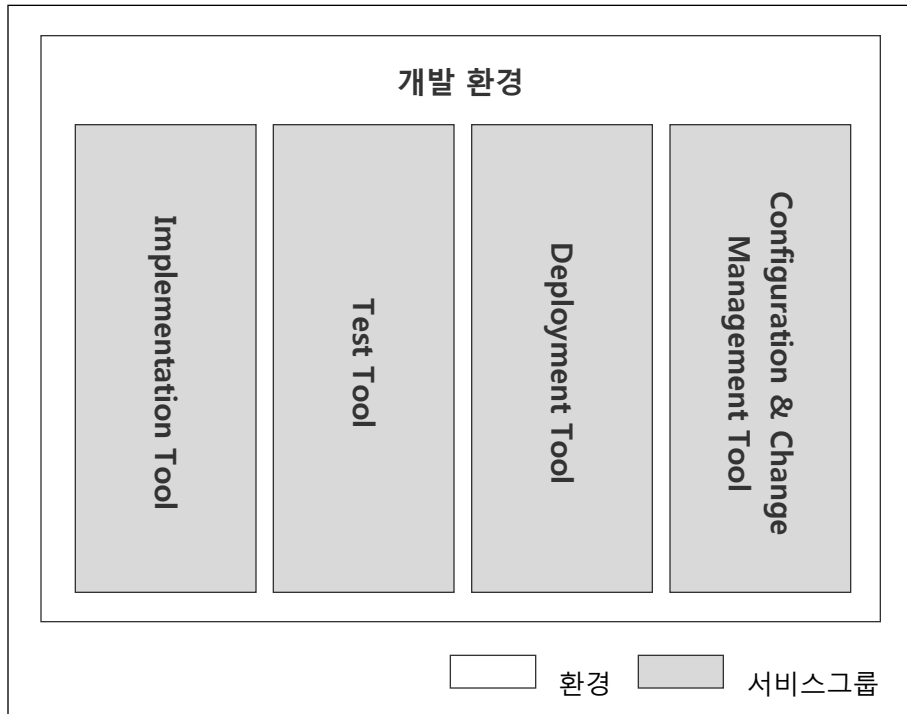 개발 환경
Implementation Tool
Test Tool
Deployment Tool
Configuration & Change
Management Tool
환경
서비스그룹